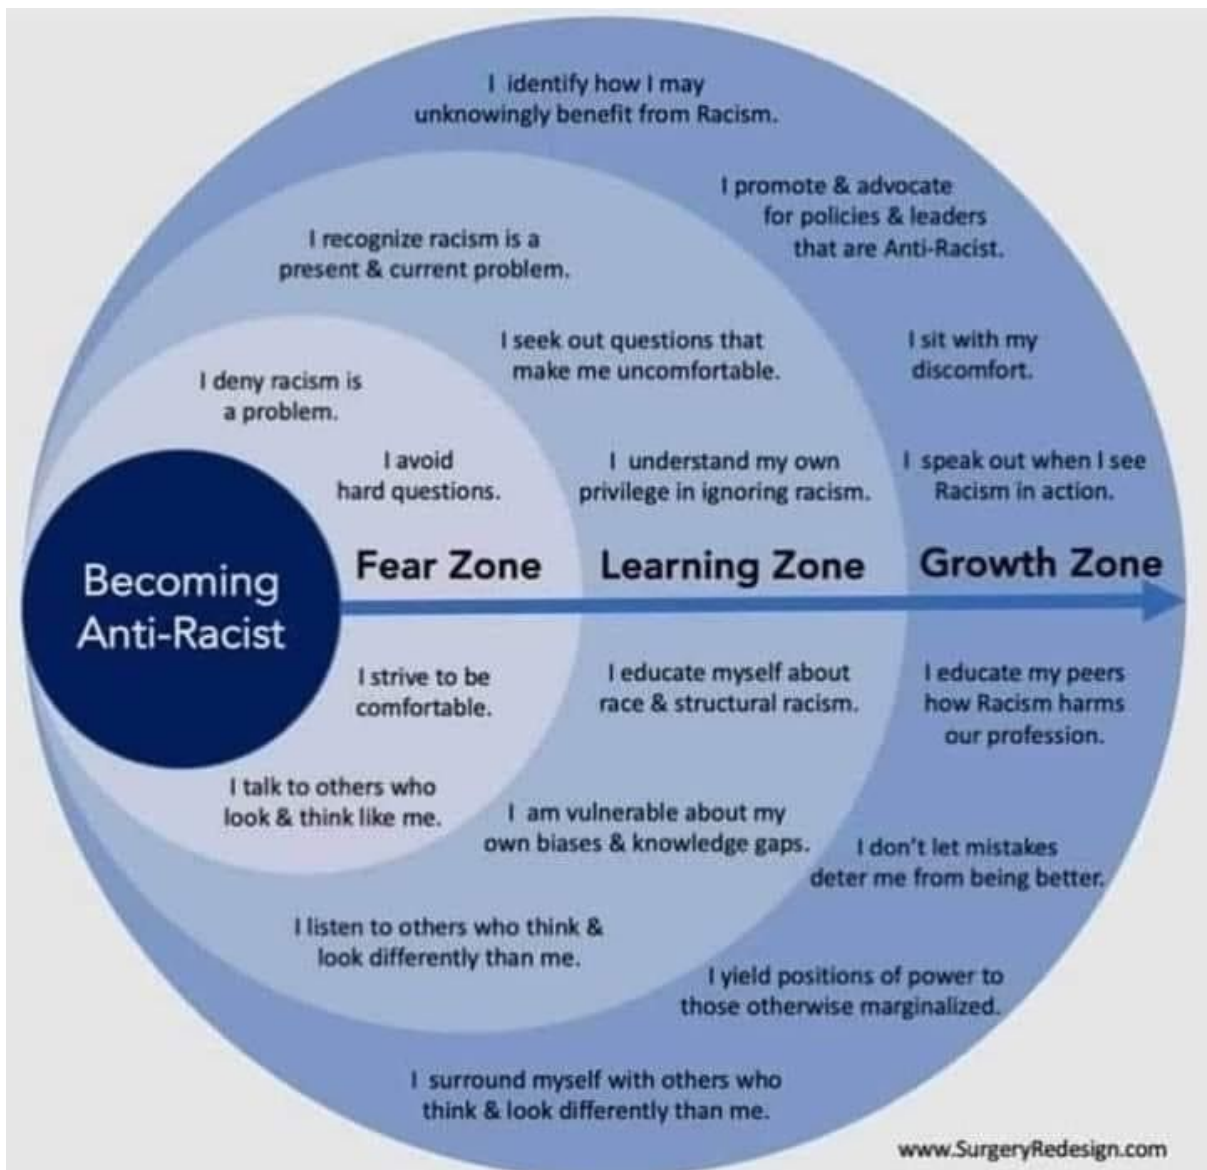 I identify how I may
unknowingly benefit from Racism.
I promote & advocate
for policies & leaders
that are Anti-Racist.
I recognize racism is a
present & current problem.
I seek out questions that
make me uncomfortable.
I sit with my
discomfort.
I deny racism is
a problem.
I avoid
hard questions.
I understand my own
privilege in ignoring racism.
I speak out when I see
Racism in action.
Becoming
Anti-Racist
Fear Zone
Learning Zone
Growth Zone
I strive to be
comfortable.
I educate myself about
race & structural racism.
I educate my peers
how Racism harms
our profession.
I talk to others who
look & think like me.
I am vulnerable about my
own biases & knowledge gaps.
I don't let mistakes
deter me from being better.
I listen to others who think &
look differently than me.
I yield positions of power to
those otherwise marginalized.
I surround myself with others who
think & look differently than me.
www.SurgeryRedesign.com